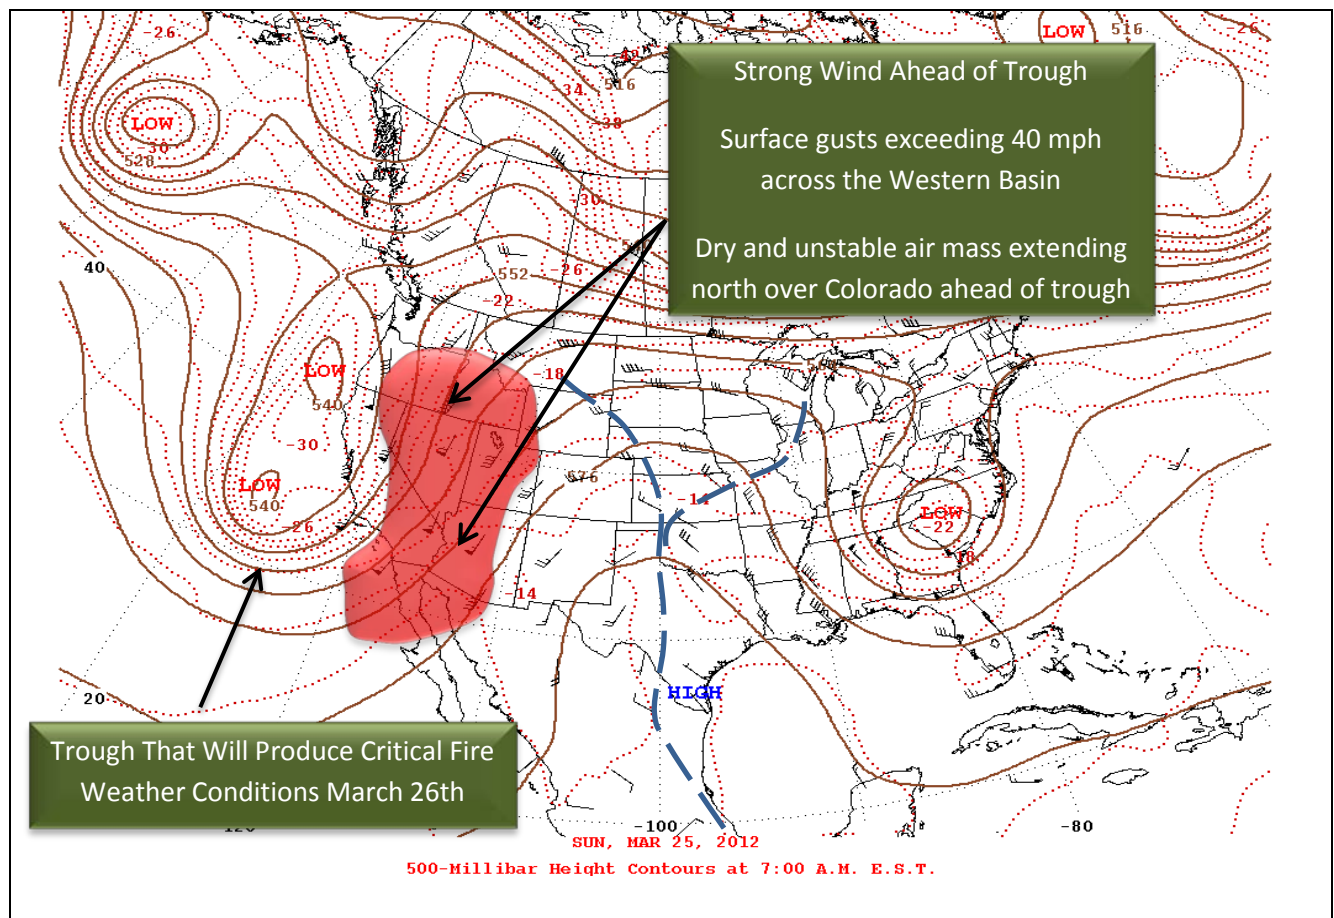 -26
LOW
516
-26
-42
516
-34
-38
LOW
-30
528
Strong Wind Ahead of Trough
Surface gusts exceeding 40 mph
across the Western Basin
Dry and unstable air mass extending
north over Colorado ahead of trough
-30
40
552
-26
-22
LOW
-18
540
-30
576
LOW
540
-26
-14
LOW
-22
-18
-14
20
HIGH
Trough That Will Produce Critical Fire
Weather Conditions March 26th
-120
-100
-80
SUN, MAR 25, 2012
500-Millibar Height Contours at 7:00 A.M. E.S.T.